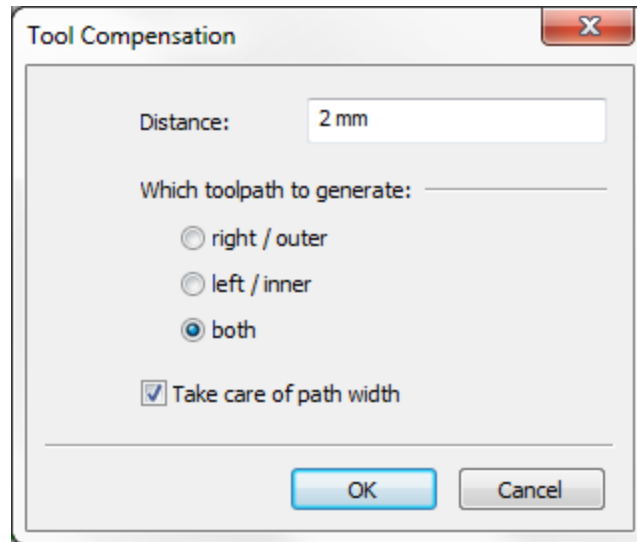 Tool Compensation
Distance: 2 mm
Which toolpath to generate:
right / outer
left / inner
both
Take care of path width
OK Cancel